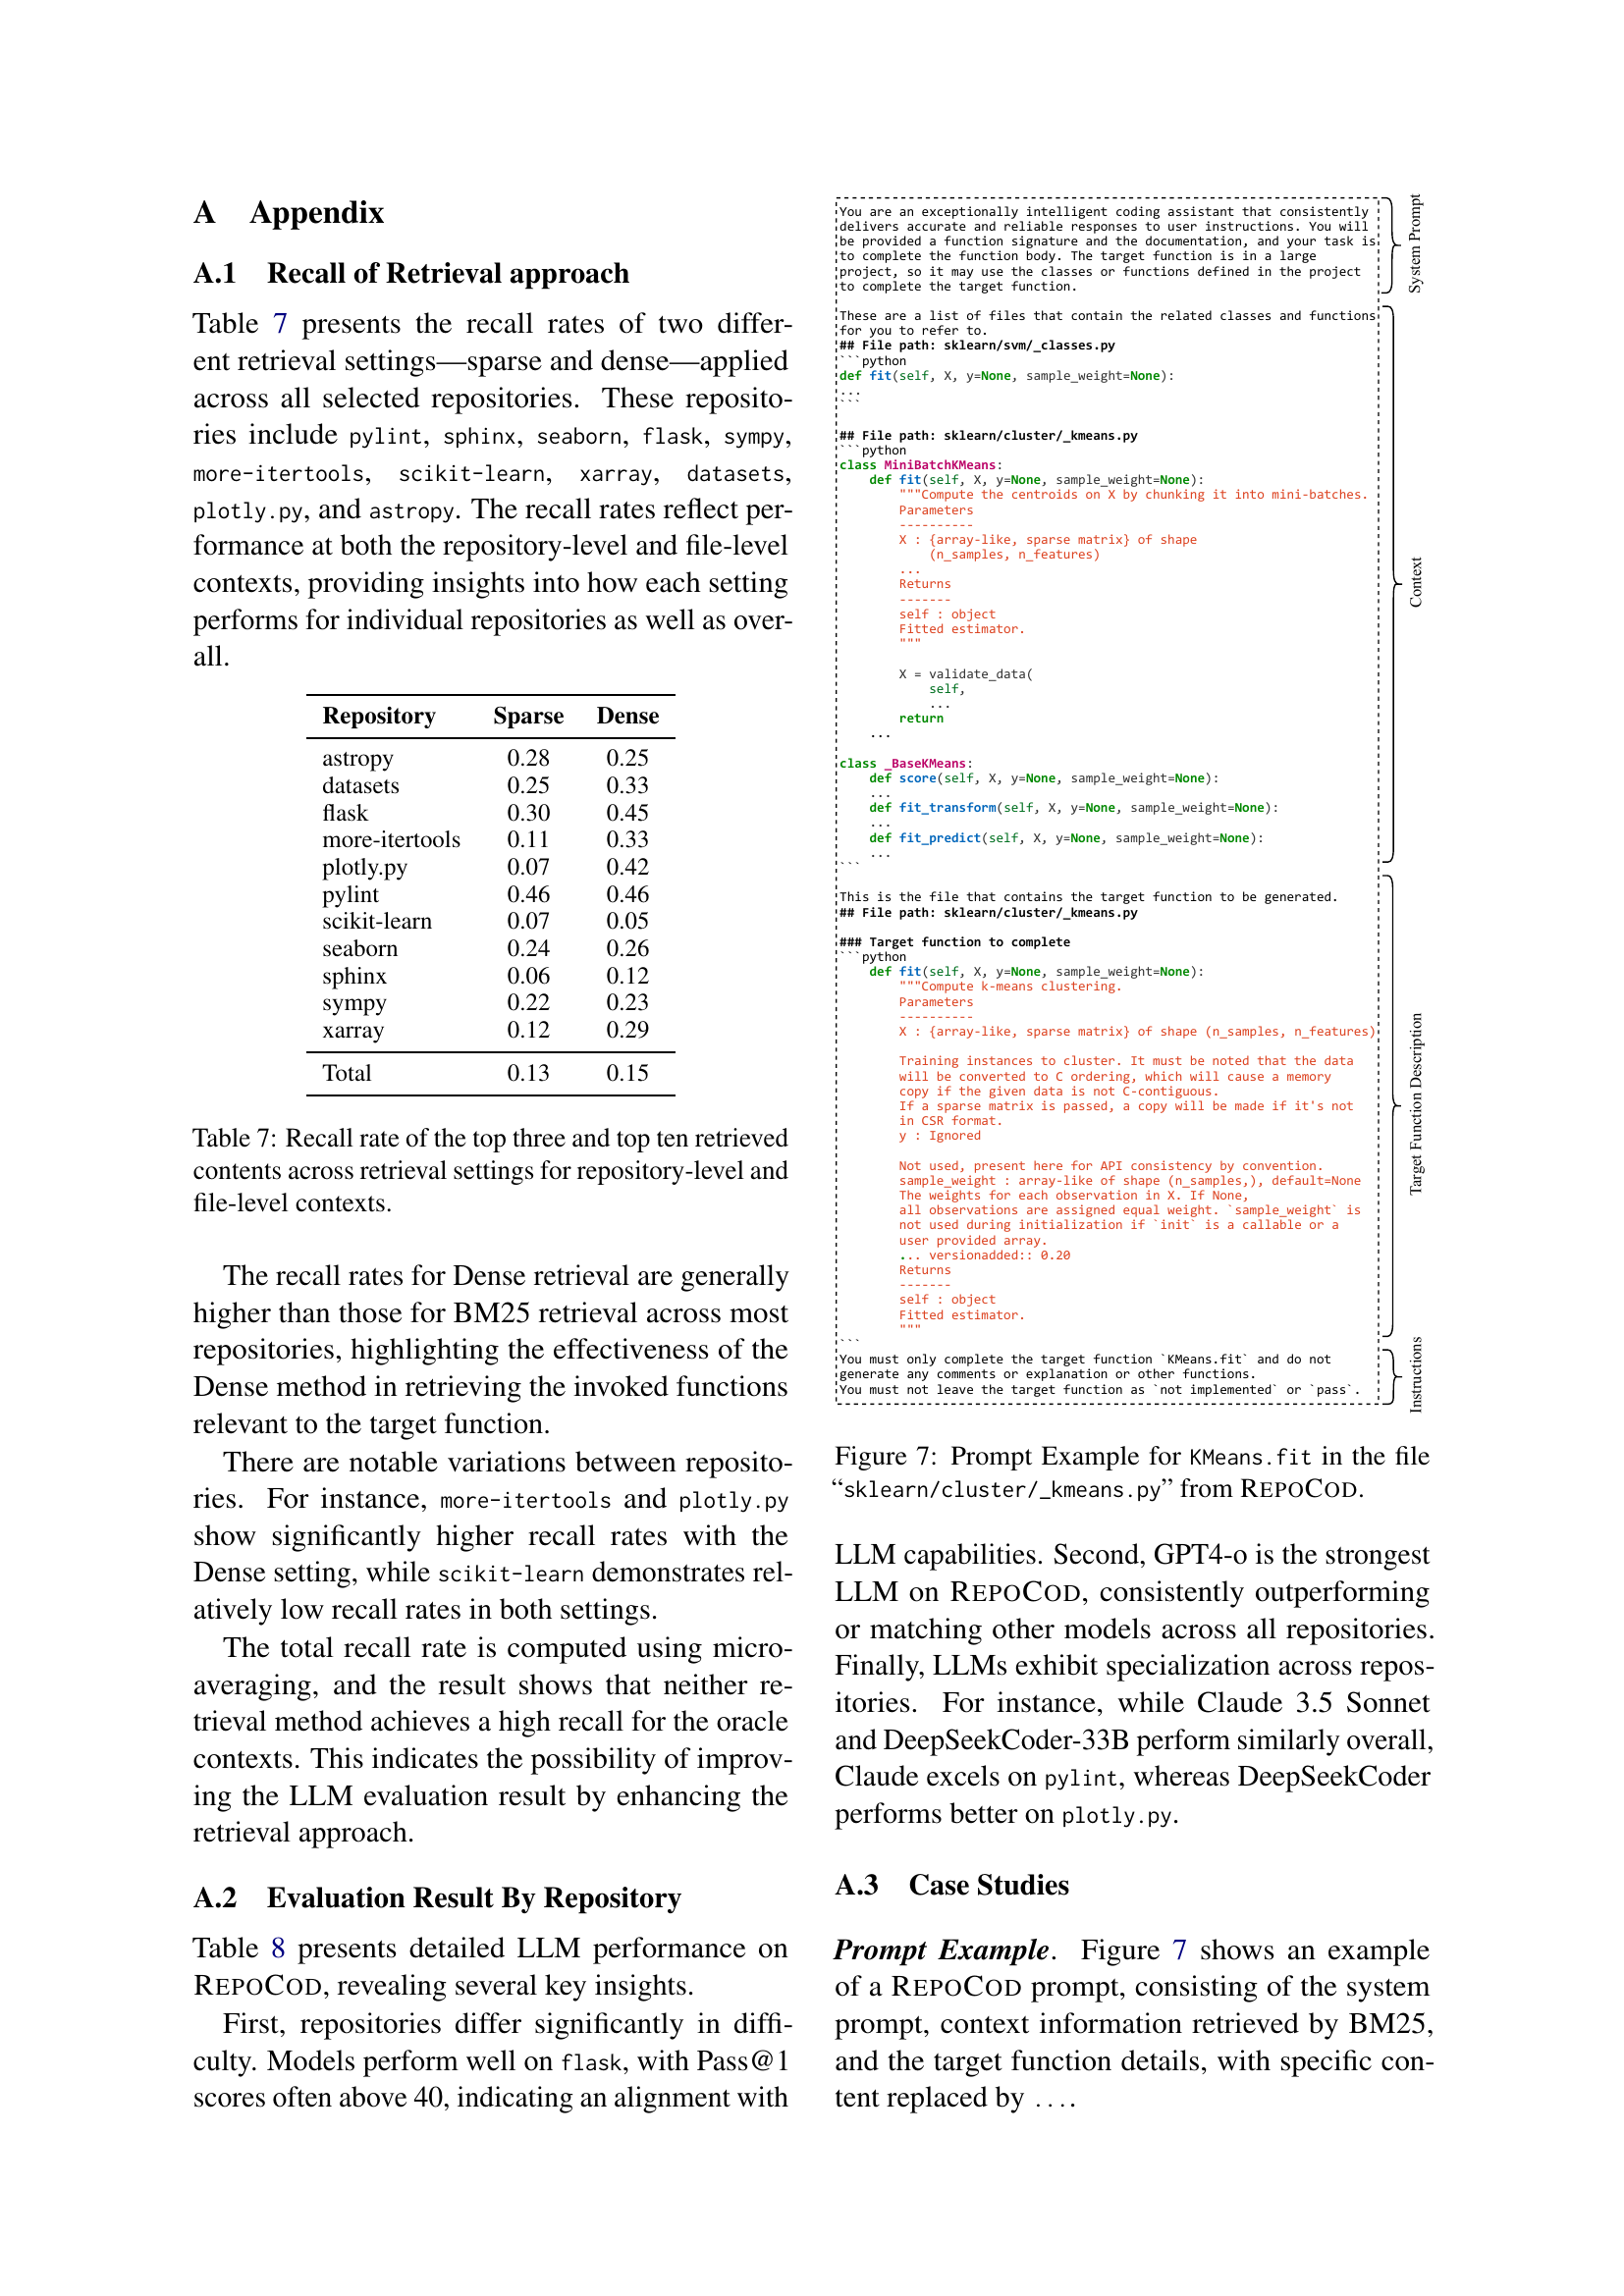 A Appendix
A.1 Recall of Retrieval approach
Table 7 presents the recall rates of two differ-
ent retrieval settings—sparse and dense—applied
across all selected repositories. These reposito-
ries include pylint, sphinx, seaborn, flask, sympy,
more-itertools, scikit-learn, xarray, datasets,
plotly.py, and astropy. The recall rates reflect per-
formance at both the repository-level and file-level
contexts, providing insights into how each setting
performs for individual repositories as well as over-
all.
Repository Sparse Dense
astropy 0.28 0.25
datasets 0.25 0.33
flask 0.30 0.45
more-itertools 0.11 0.33
plotly.py 0.07 0.42
pylint 0.46 0.46
scikit-learn 0.07 0.05
seaborn 0.24 0.26
sphinx 0.06 0.12
sympy 0.22 0.23
xarray 0.12 0.29
Total 0.13 0.15
Table 7: Recall rate of the top three and top ten retrieved
contents across retrieval settings for repository-level and
file-level contexts.
The recall rates for Dense retrieval are generally
higher than those for BM25 retrieval across most
repositories, highlighting the effectiveness of the
Dense method in retrieving the invoked functions
relevant to the target function.
There are notable variations between reposito-
ries. For instance, more-itertools and plotly.py
show significantly higher recall rates with the
Dense setting, while scikit-learn demonstrates rel-
atively low recall rates in both settings.
The total recall rate is computed using micro-
averaging, and the result shows that neither re-
trieval method achieves a high recall for the oracle
contexts. This indicates the possibility of improv-
ing the LLM evaluation result by enhancing the
retrieval approach.
A.2 Evaluation Result By Repository
Table 8 presents detailed LLM performance on
REPOCOD, revealing several key insights.
First, repositories differ significantly in diffi-
culty. Models perform well on flask, with Pass@1
scores often above 40, indicating an alignment with
You are an exceptionally intelligent coding assistant that consistently
delivers accurate and reliable responses to user instructions. You will
be provided a function signature and the documentation, and your task is
to complete the function body. The target function is in a large
project, so it may use the classes or functions defined in the project
to complete the target function.
System Prompt
These are a list of files that contain the related classes and functions
for you to refer to.
## File path: sklearn/svm/_classes.py
```python
def fit(self, X, y=None, sample_weight=None):
...
```
## File path: sklearn/cluster/_kmeans.py
```python
class MiniBatchKMeans:
    def fit(self, X, y=None, sample_weight=None):
        """Compute the centroids on X by chunking it into mini-batches.
        Parameters
        ----------
        X : {array-like, sparse matrix} of shape
            (n_samples, n_features)
        ...
        Returns
        -------
        self : object
        Fitted estimator.
        """
        X = validate_data(
            self,
            ...
        return
    ...
class _BaseKMeans:
    def score(self, X, y=None, sample_weight=None):
    ...
    def fit_transform(self, X, y=None, sample_weight=None):
    ...
    def fit_predict(self, X, y=None, sample_weight=None):
    ...
```
Context
This is the file that contains the target function to be generated.
## File path: sklearn/cluster/_kmeans.py
### Target function to complete
```python
    def fit(self, X, y=None, sample_weight=None):
        """Compute k-means clustering.
        Parameters
        ----------
        X : {array-like, sparse matrix} of shape (n_samples, n_features)
        Training instances to cluster. It must be noted that the data
        will be converted to C ordering, which will cause a memory
        copy if the given data is not C-contiguous.
        If a sparse matrix is passed, a copy will be made if it's not
        in CSR format.
        y : Ignored
        Not used, present here for API consistency by convention.
        sample_weight : array-like of shape (n_samples,), default=None
        The weights for each observation in X. If None,
        all observations are assigned equal weight. `sample_weight` is
        not used during initialization if `init` is a callable or a
        user provided array.
        ... versionadded:: 0.20
        Returns
        -------
        self : object
        Fitted estimator.
        """
```
Target Function Description
You must only complete the target function `KMeans.fit` and do not
generate any comments or explanation or other functions.
You must not leave the target function as `not implemented` or `pass`.
Instructions
Figure 7: Prompt Example for KMeans.fit in the file
“sklearn/cluster/_kmeans.py” from REPOCOD.
LLM capabilities. Second, GPT4-o is the strongest
LLM on REPOCOD, consistently outperforming
or matching other models across all repositories.
Finally, LLMs exhibit specialization across repos-
itories. For instance, while Claude 3.5 Sonnet
and DeepSeekCoder-33B perform similarly overall,
Claude excels on pylint, whereas DeepSeekCoder
performs better on plotly.py.
A.3 Case Studies
Prompt Example. Figure 7 shows an example
of a REPOCOD prompt, consisting of the system
prompt, context information retrieved by BM25,
and the target function details, with specific con-
tent replaced by ....